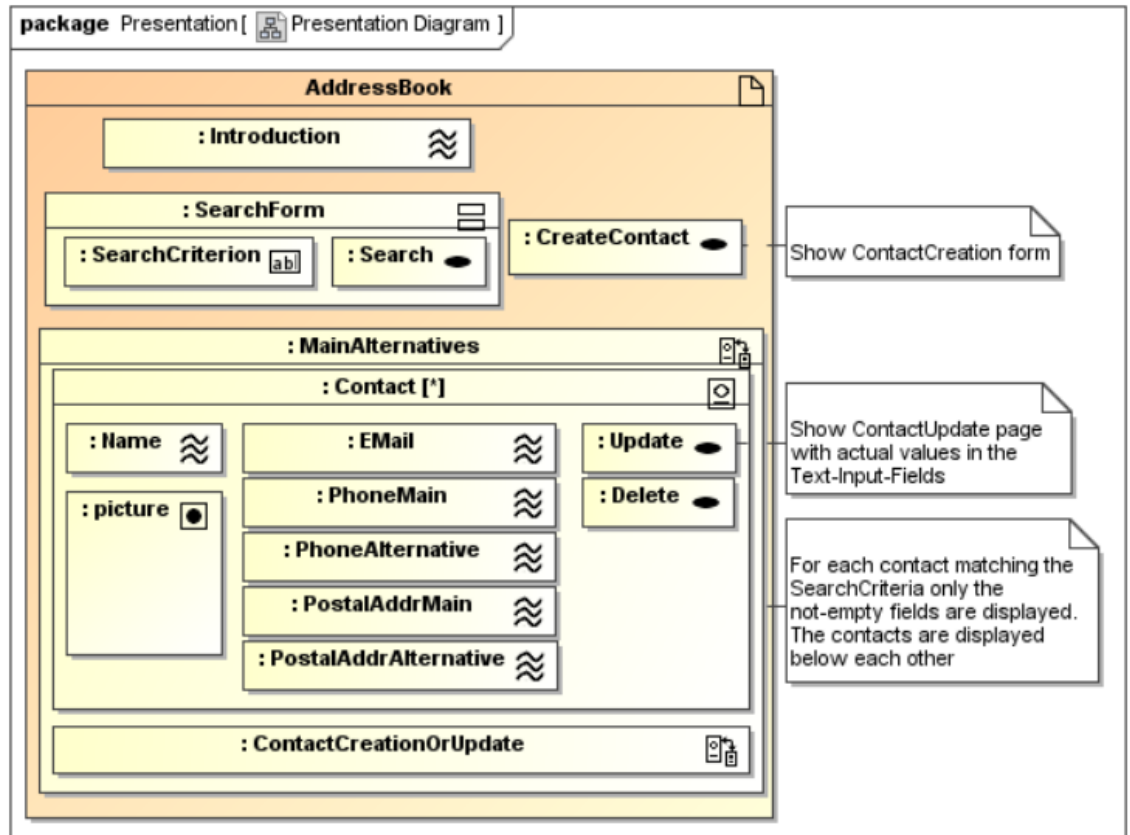 package Presentation [ Presentation Diagram ]
AddressBook
: Introduction
: SearchForm
: SearchCriterion
ab|
: Search
: CreateContact
Show ContactCreation form
: MainAlternatives
: Contact [*]
: Name
: EMail
: Update
Show ContactUpdate page
with actual values in the
Text-Input-Fields
: picture
: PhoneMain
: Delete
: PhoneAlternative
: PostalAddrMain
: PostalAddrAlternative
For each contact matching the
SearchCriteria only the
not-empty fields are displayed.
The contacts are displayed
below each other
: ContactCreationOrUpdate